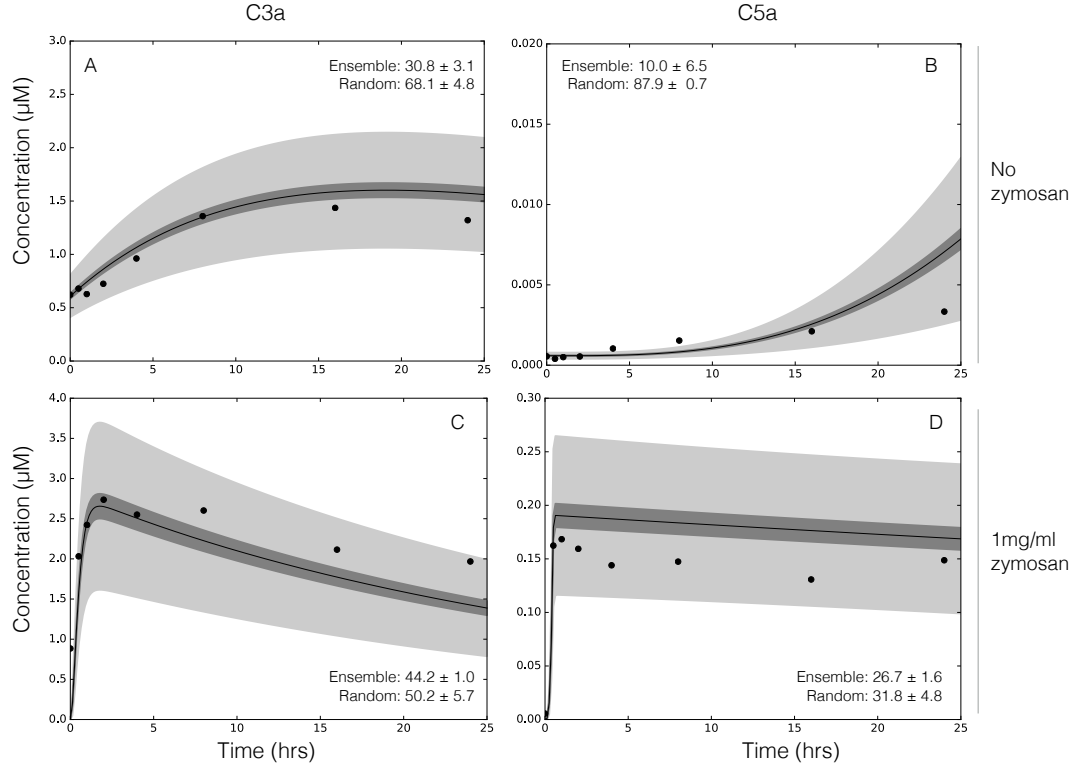 C3a
C5a
Concentration (µM)
3.0
2.5
2.0
1.5
1.0
0.5
0.0
A
Ensemble: 30.8 ± 3.1
Random: 68.1 ± 4.8
0 5 10 15 20 25
0.020
0.015
0.010
0.005
0.000
Ensemble: 10.0 ± 6.5
Random: 87.9 ± 0.7
B
0 5 10 15 20 25
No
zymosan
Concentration (µM)
4.0
3.5
3.0
2.5
2.0
1.5
1.0
0.5
0.0
C
Ensemble: 44.2 ± 1.0
Random: 50.2 ± 5.7
0 5 10 15 20 25
Time (hrs)
0.30
0.25
0.20
0.15
0.10
0.05
0.00
D
Ensemble: 26.7 ± 1.6
Random: 31.8 ± 4.8
0 5 10 15 20 25
Time (hrs)
1mg/ml
zymosan